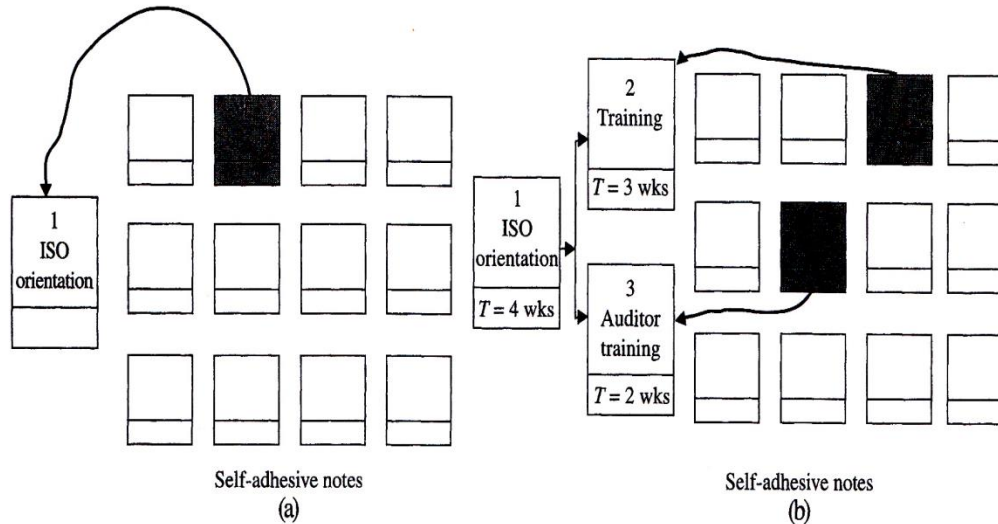 1
ISO
orientation
Self-adhesive notes
(a)
2
Training
T = 3 wks
1
ISO
orientation
T = 4 wks
3
Auditor
training
T = 2 wks
Self-adhesive notes
(b)